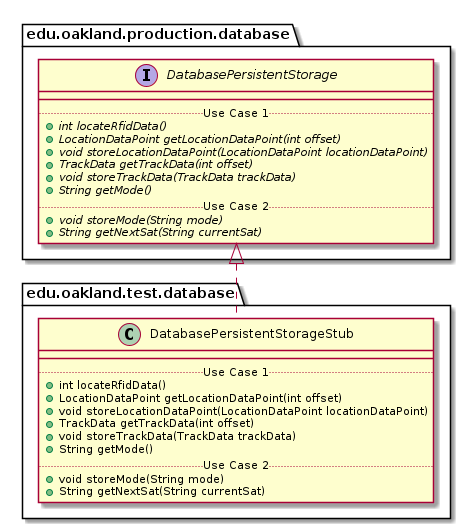 edu.oakland.production.database
I DatabasePersistentStorage
Use Case 1
int locateRfidData()
LocationDataPoint getLocationDataPoint(int offset)
void storeLocationDataPoint(LocationDataPoint locationDataPoint)
TrackData getTrackData(int offset)
void storeTrackData(TrackData trackData)
String getMode()
Use Case 2
void storeMode(String mode)
String getNextSat(String currentSat)
edu.oakland.test.database
C DatabasePersistentStorageStub
Use Case 1
int locateRfidData()
LocationDataPoint getLocationDataPoint(int offset)
void storeLocationDataPoint(LocationDataPoint locationDataPoint)
TrackData getTrackData(int offset)
void storeTrackData(TrackData trackData)
String getMode()
Use Case 2
void storeMode(String mode)
String getNextSat(String currentSat)